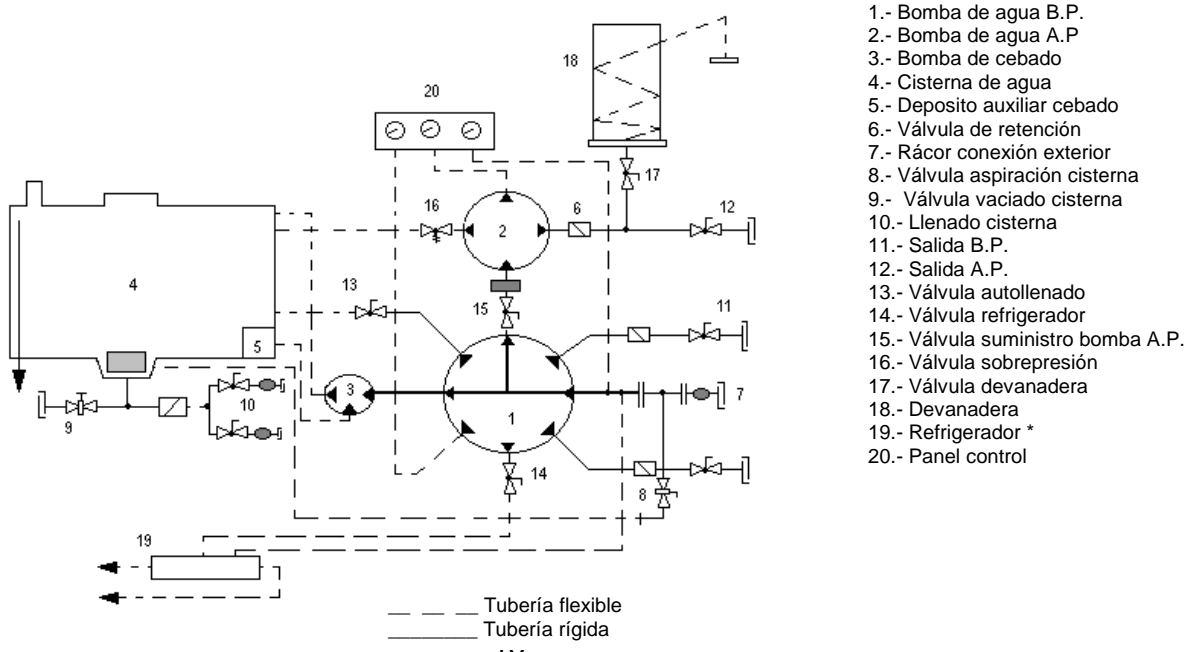 1.- Bomba de agua B.P.
2.- Bomba de agua A.P
3.- Bomba de cebado
4.- Cisterna de agua
5.- Deposito auxiliar cebado
6.- Válvula de retención
7.- Rácor conexión exterior
8.- Válvula aspiración cisterna
9.-  Válvula vaciado cisterna
10.- Llenado cisterna
11.- Salida B.P.
12.- Salida A.P.
13.- Válvula autollenado
14.- Válvula refrigerador
15.- Válvula suministro bomba A.P.
16.- Válvula sobrepresión
17.- Válvula devanadera
18.- Devanadera
19.- Refrigerador *
20.- Panel control
18
20
17
16
6
12
2
4
13
15
11
5
3
7
10
1
9
14
8
19
Tubería flexible
Tubería rígida